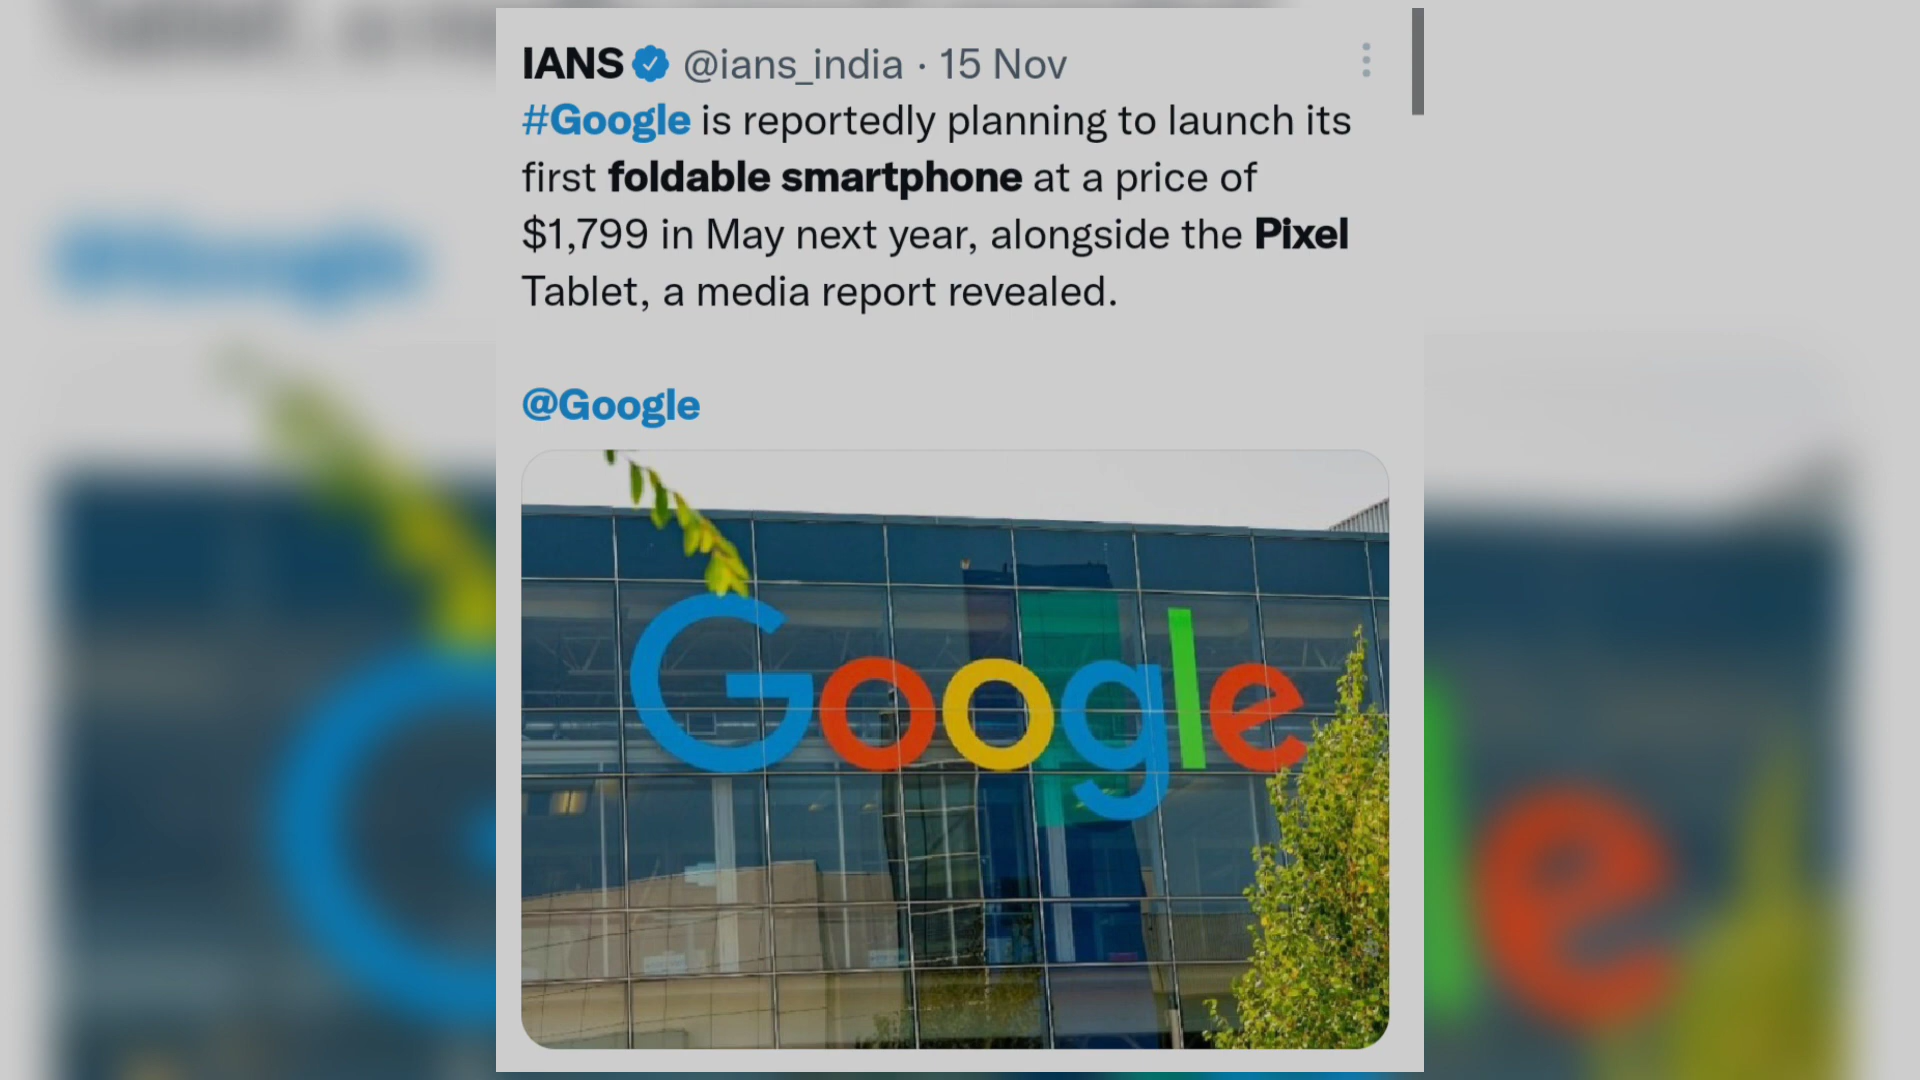 IANS @ians_india · 15 Nov
#Google is reportedly planning to launch its
first foldable smartphone at a price of
$1,799 in May next year, alongside the Pixel
Tablet, a media report revealed.
@Google
Google